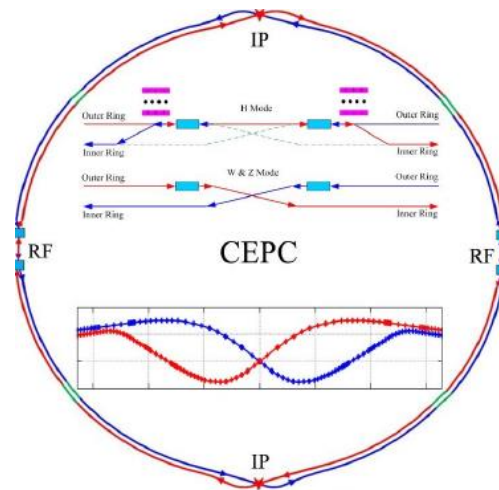 IP
H Mode
Outer Ring Outer Ring
Inner Ring Inner Ring
W & Z Mode
Outer Ring Outer Ring
Inner Ring Inner Ring
RF CEPC RF
IP